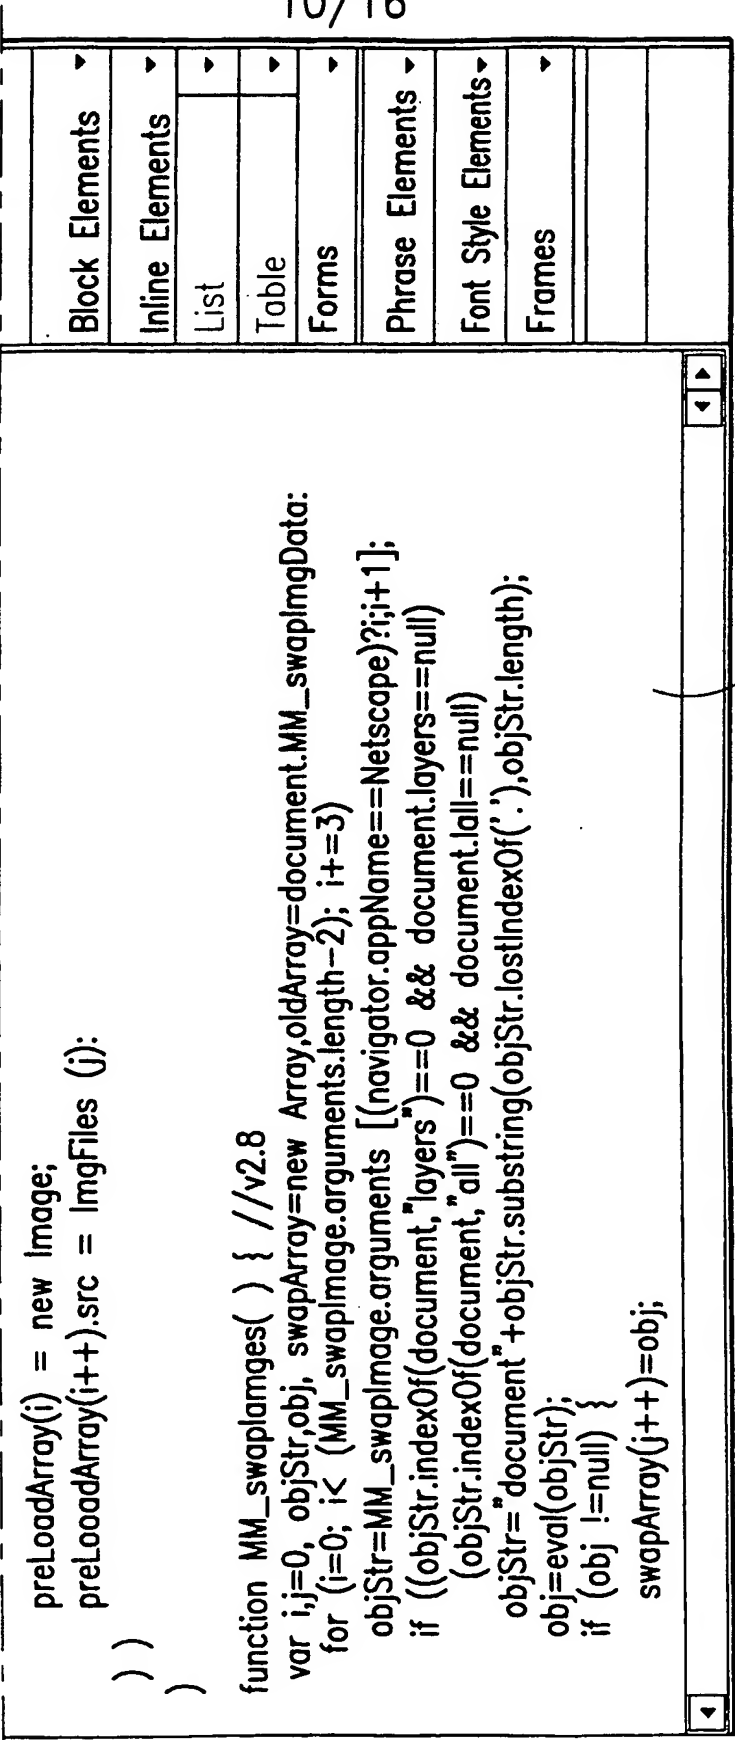 10/16
preLoadArray(i) = new Image;
preLooadArray(i++).src = ImgFiles (j):
) )
)
function MM_swaplamges( ) { //v2.8
var i,j=0, objStr,obj, swapArray=new Array,oldArray=document.MM_swapImgData:
for (i=0; i< (MM_swapImage.arguments.length-2); i+=3)
objStr=MM_swapImage.arguments [(navigator.appName==Netscape)?i;i+1];
if ((objStr.indexOf(document,"layers")==0 && document.layers==null)
(objStr.indexOf(document,"all")==0 && document.lall==null)
objStr="document"+objStr.substring(objStr.lostIndexOf('.'),objStr.length);
obj=eval(objStr);
if (obj !=null) {
swapArray(j++)=obj;
Block Elements
Inline Elements
List
Table
Forms
Phrase Elements
Font Style Elements
Frames